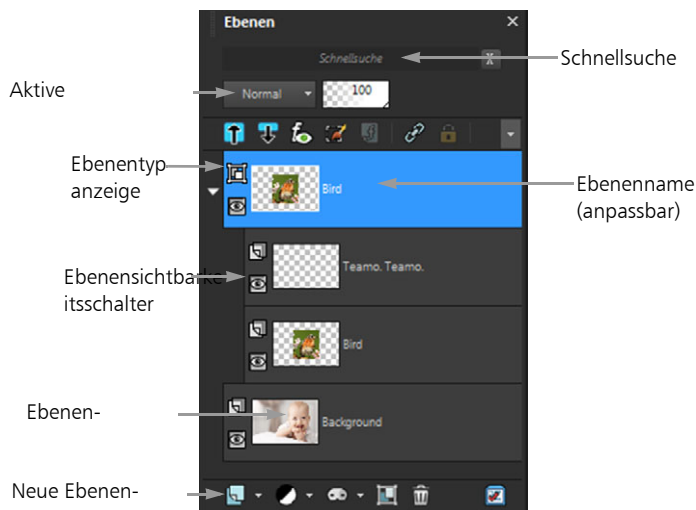 Ebenen
Schnellsuche
Schnellsuche
Aktive
Normal
100
Ebenentyp
anzeige
Bird
Ebenenname
(anpassbar)
Teamo. Teamo.
Ebenensichtbarke
itsschalter
Bird
Ebenen-
Background
Neue Ebenen-